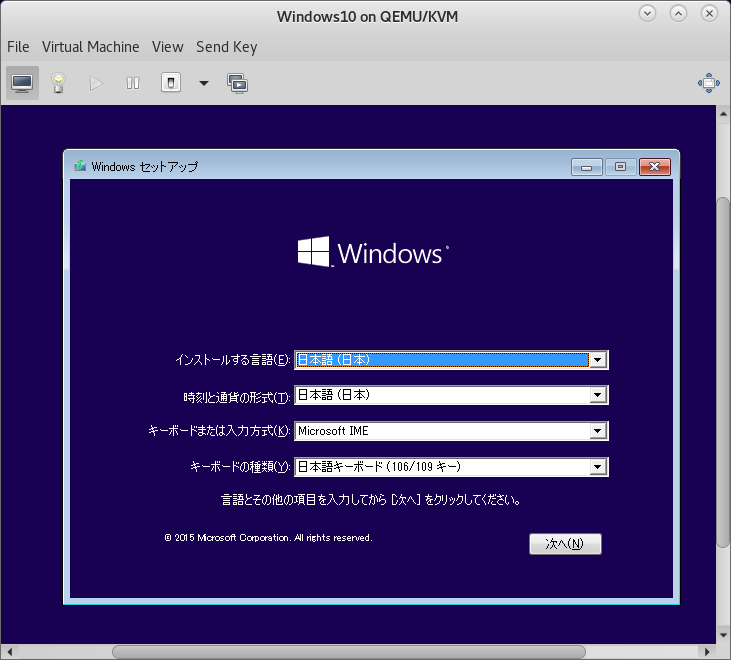 Windows10 on QEMU/KVM
File Virtual Machine View Send Key
Windows セットアップ
Windows
インストールする言語(E): 日本語 (日本)
時刻と通貨の形式(T): 日本語 (日本)
キーボードまたは入力方式(K): Microsoft IME
キーボードの種類(Y): 日本語キーボード (106/109 キー)
言語とその他の項目を入力してから [次へ] をクリックしてください。
© 2015 Microsoft Corporation. All rights reserved.
次へ(N)